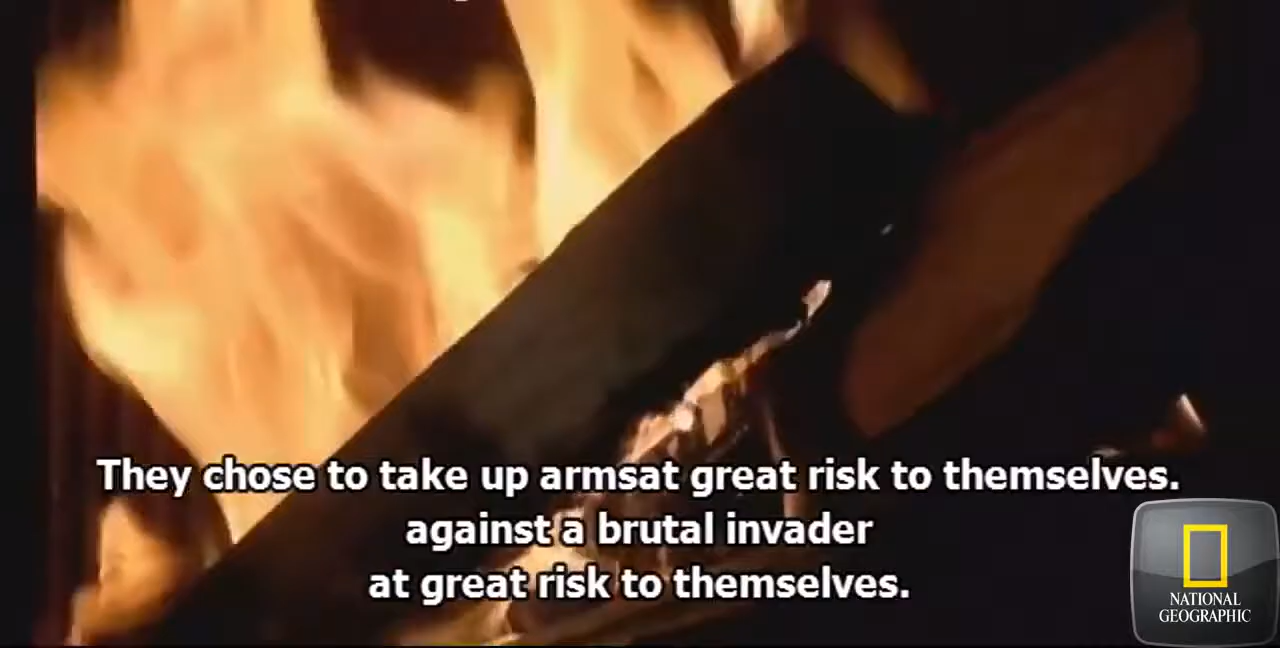 They chose to take up armsat great risk to themselves.
against a brutal invader
at great risk to themselves.
NATIONAL
GEOGRAPHIC